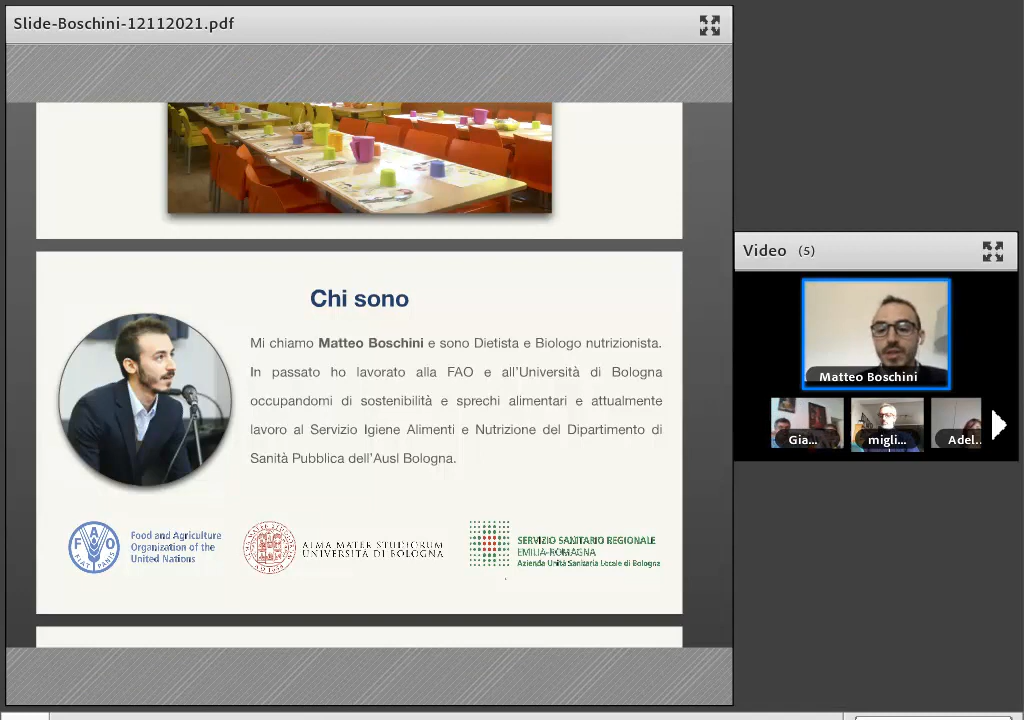 Slide-Boschini-12112021.pdf
Chi sono
Mi chiamo Matteo Boschini e sono Dietista e Biologo nutrizionista.
In passato ho lavorato alla FAO e all'Università di Bologna
occupandomi di sostenibilità e sprechi alimentari e attualmente
lavoro al Servizio Igiene Alimenti e Nutrizione del Dipartimento di
Sanità Pubblica dell'Ausl Bologna.
F A O
FIAT PANIS
Food and Agriculture
Organization of the
United Nations
ALMA MATER STUDIORUM
UNIVERSITÀ DI BOLOGNA
SERVIZIO SANITARIO REGIONALE
EMILIA-ROMAGNA
Azienda Unità Sanitaria Locale di Bologna
Video (5)
Matteo Boschini
Gia...
migli...
Adel...